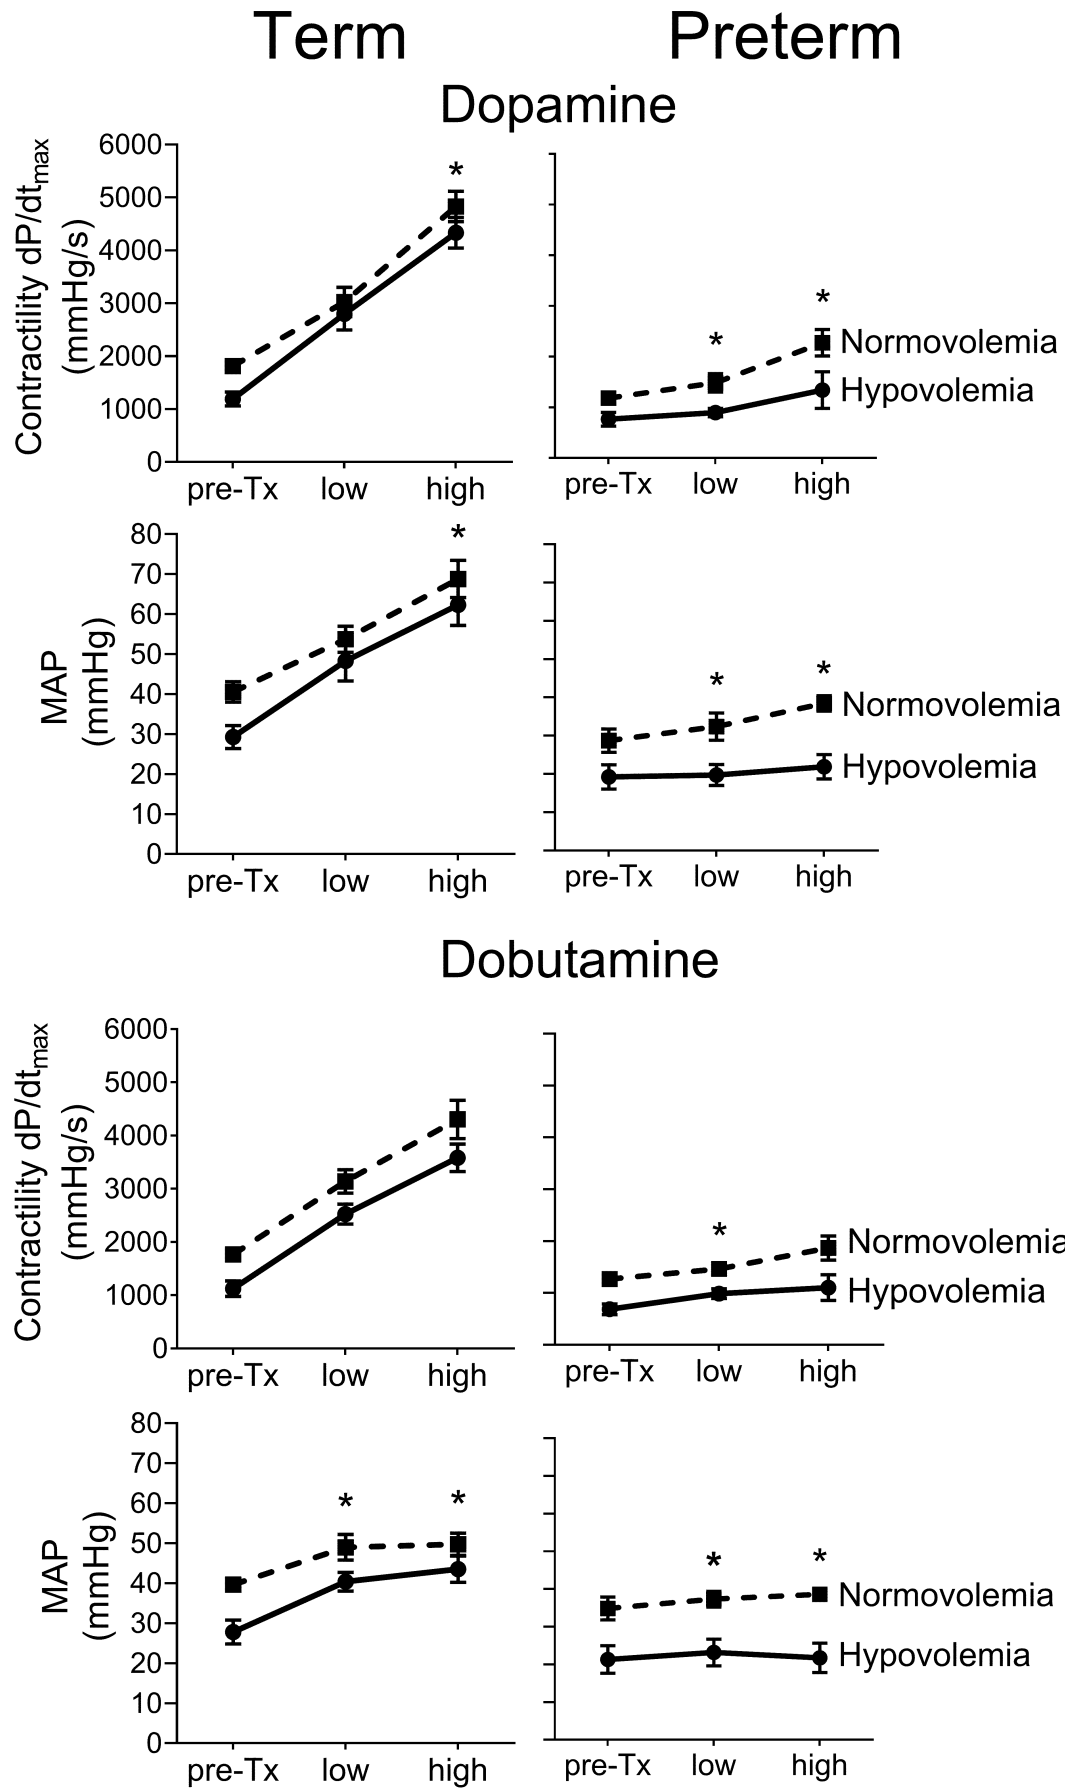 Term Preterm
Dopamine
Contractility dP/dtmax
(mmHg/s)
6000
5000
4000
3000
2000
1000
0
*
pre-Tx low high
*
*
Normovolemia
Hypovolemia
pre-Tx low high
MAP
(mmHg)
80
70
60
50
40
30
20
10
0
*
pre-Tx low high
*
*
Normovolemia
Hypovolemia
pre-Tx low high
Dobutamine
Contractility dP/dtmax
(mmHg/s)
6000
5000
4000
3000
2000
1000
0
pre-Tx low high
*
Normovolemia
Hypovolemia
pre-Tx low high
MAP
(mmHg)
80
70
60
50
40
30
20
10
0
* *
pre-Tx low high
* *
Normovolemia
Hypovolemia
pre-Tx low high